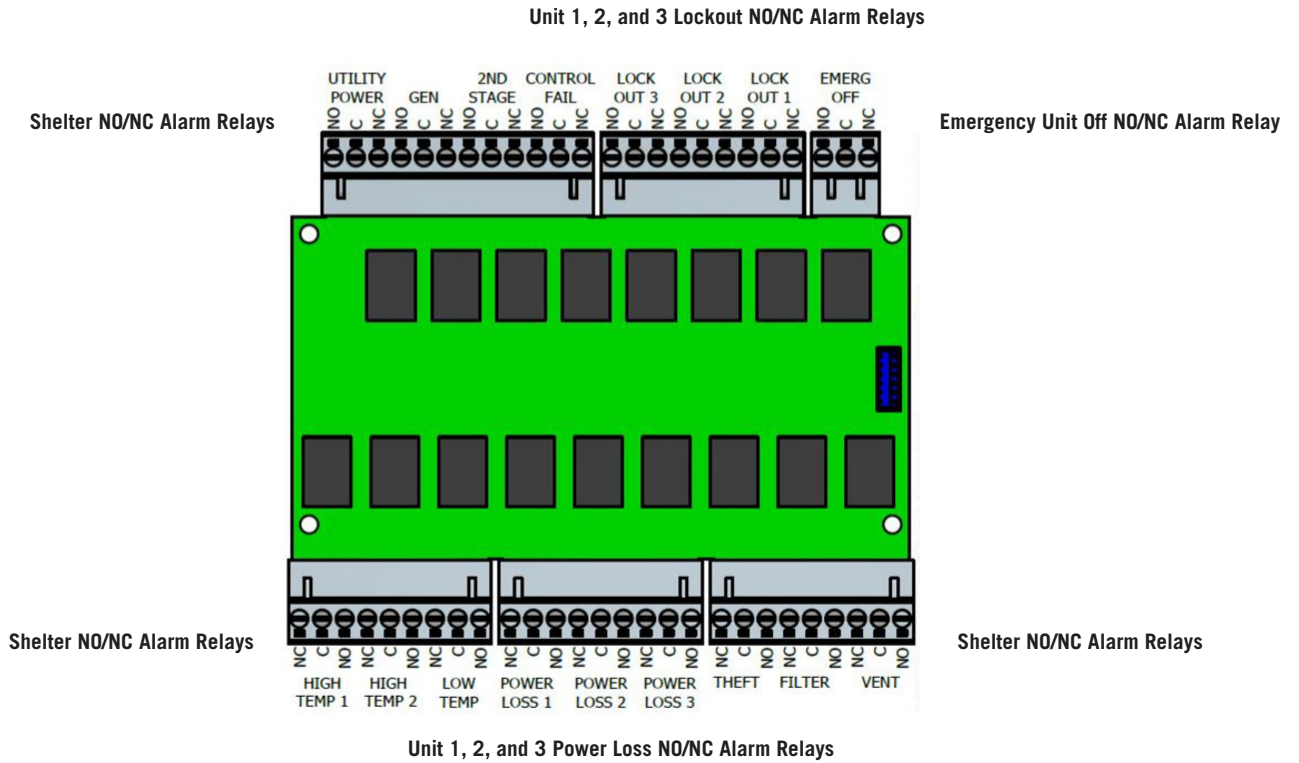 Unit 1, 2, and 3 Lockout NO/NC Alarm Relays
UTILITY 2ND CONTROL LOCK LOCK LOCK EMERG
POWER GEN STAGE FAIL OUT 3 OUT 2 OUT 1 OFF
NO C NC NO C NC NO C NC NO C NC NO C NC NO C NC NO C NC NO C NC
Shelter NO/NC Alarm Relays
Emergency Unit Off NO/NC Alarm Relay
Shelter NO/NC Alarm Relays
Shelter NO/NC Alarm Relays
NC C NO NC C NO NC C NO NC C NO NC C NO NC C NO NC C NO NC C NO NC C NO
HIGH HIGH LOW POWER POWER POWER THEFT FILTER VENT
TEMP 1 TEMP 2 TEMP LOSS 1 LOSS 2 LOSS 3
Unit 1, 2, and 3 Power Loss NO/NC Alarm Relays